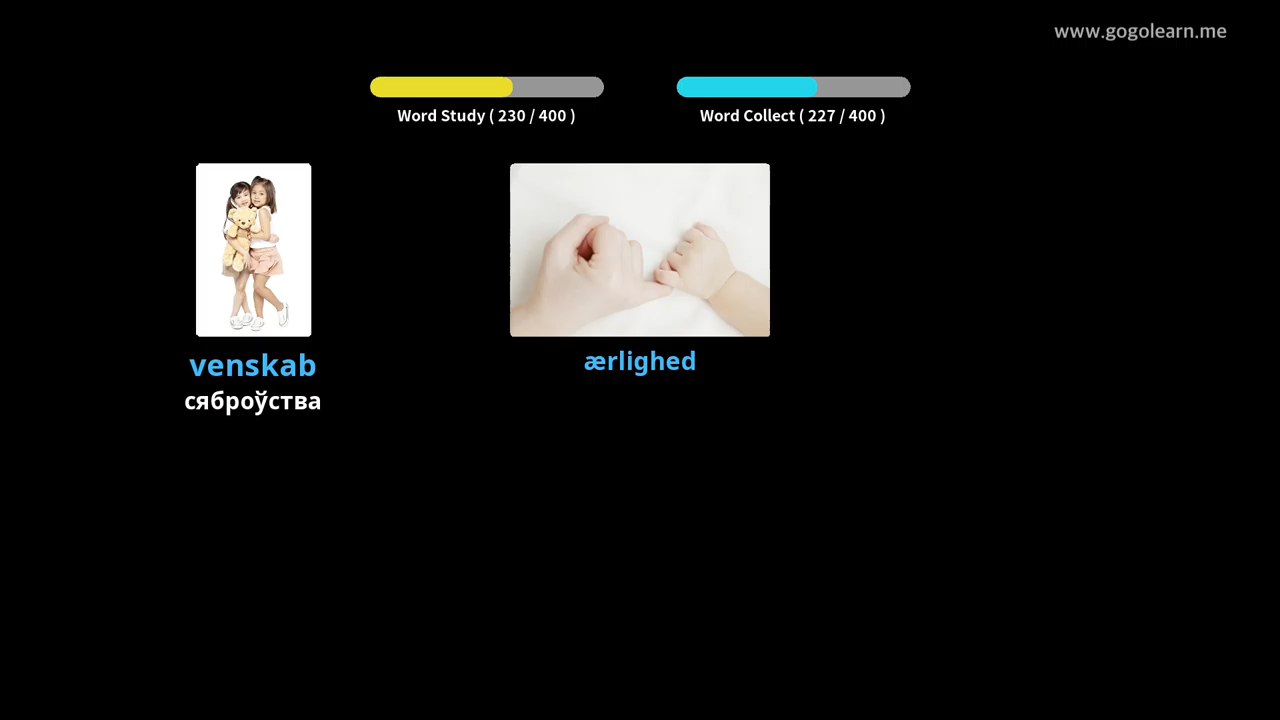 www.gogolearn.me
Word Study ( 230 / 400 )
Word Collect ( 227 / 400 )
venskab
сяброўства
ærlighed